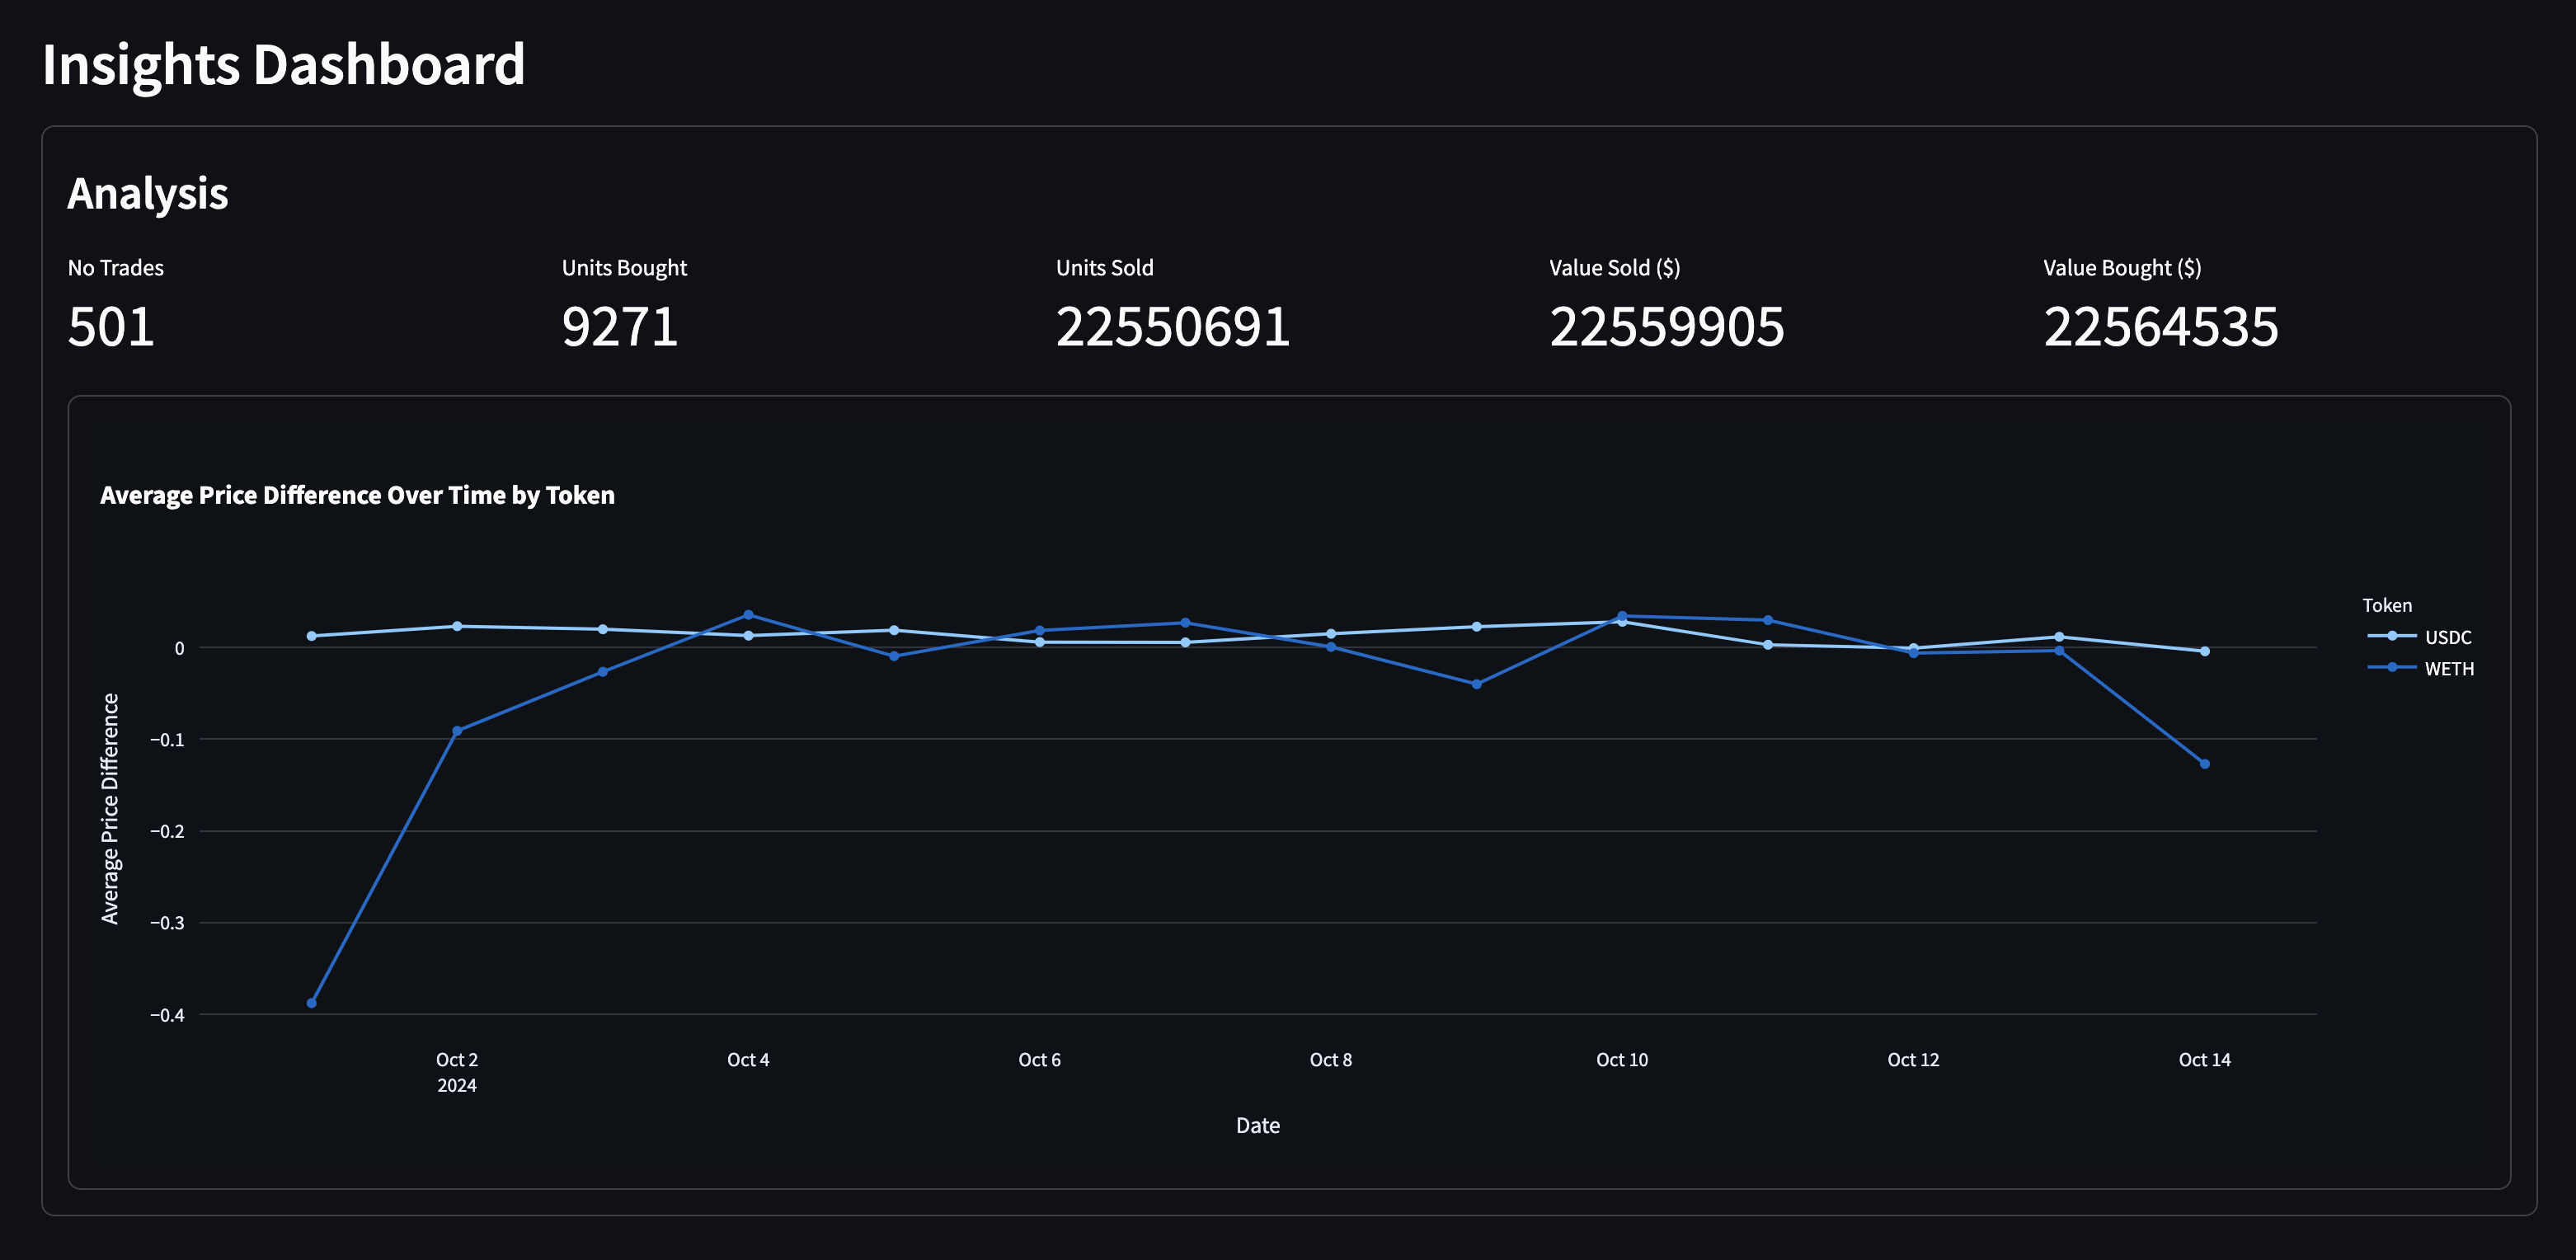 Insights Dashboard
Analysis
No Trades
501
Units Bought
9271
Units Sold
22550691
Value Sold ($)
22559905
Value Bought ($)
22564535
Average Price Difference Over Time by Token
Average Price Difference
0
−0.1
−0.2
−0.3
−0.4
Oct 2
2024
Oct 4
Oct 6
Oct 8
Oct 10
Oct 12
Oct 14
Date
Token
USDC
WETH